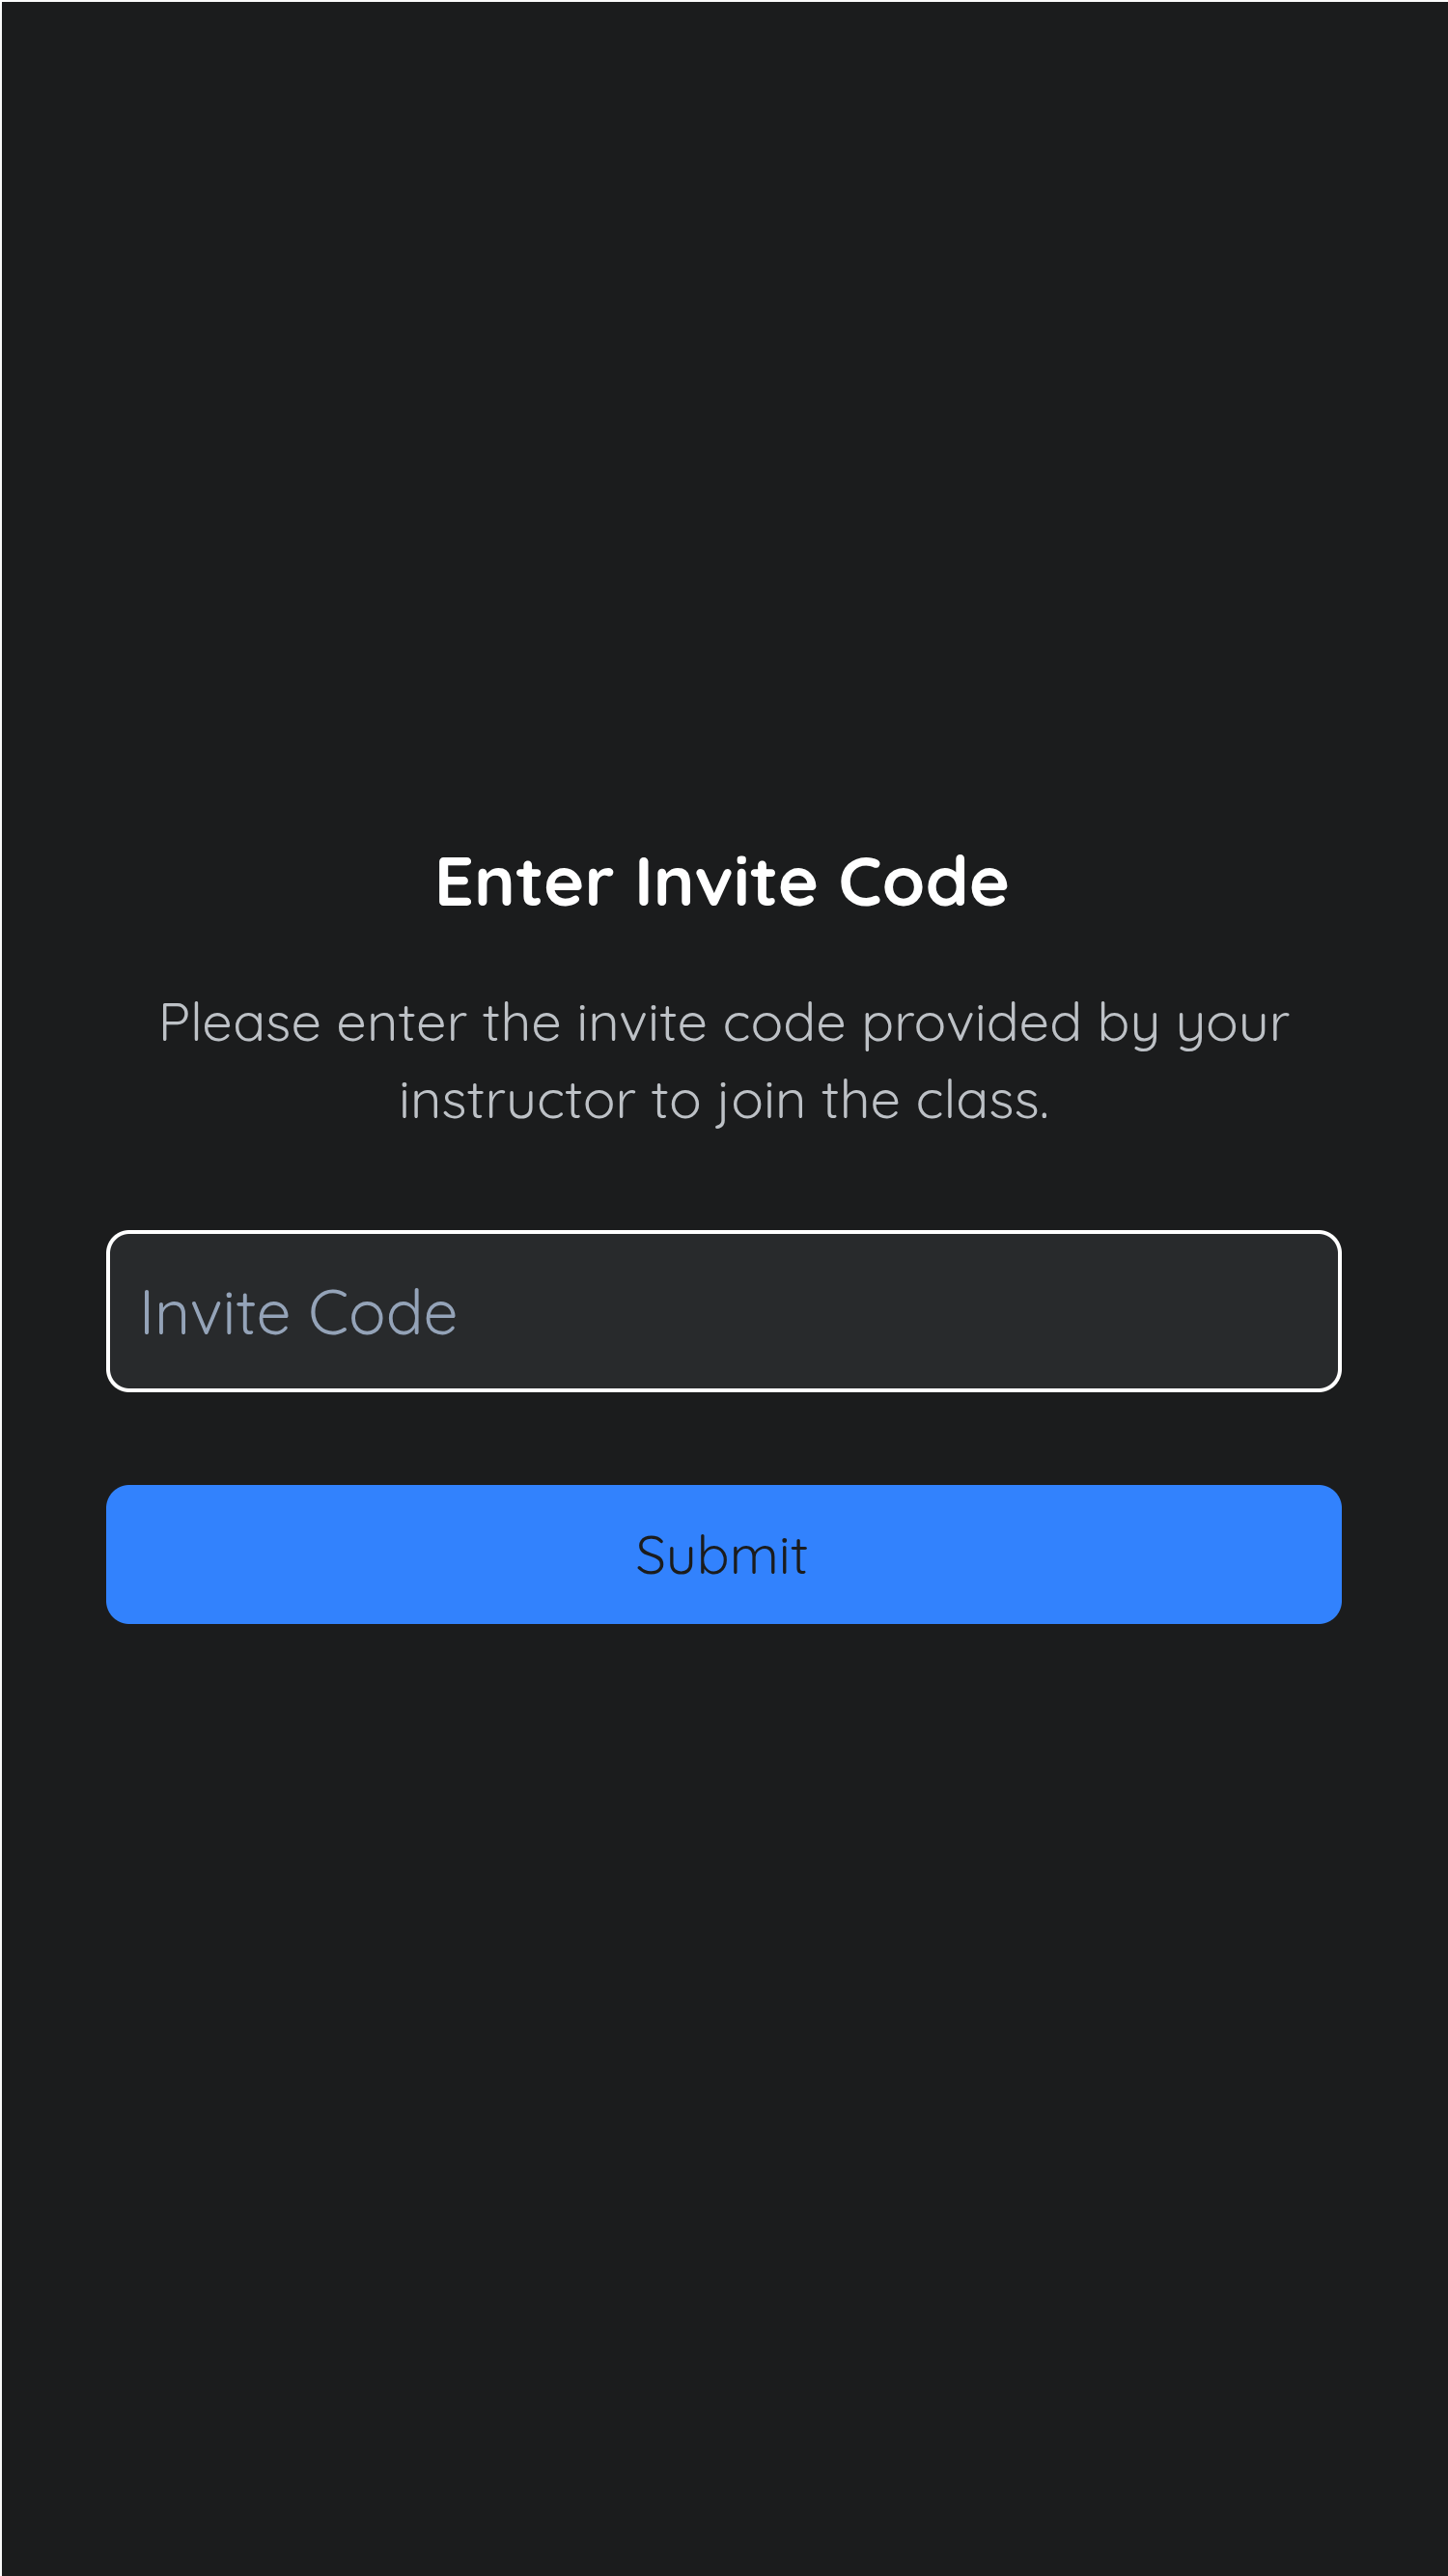 Enter Invite Code
Please enter the invite code provided by your
instructor to join the class.
Invite Code
Submit